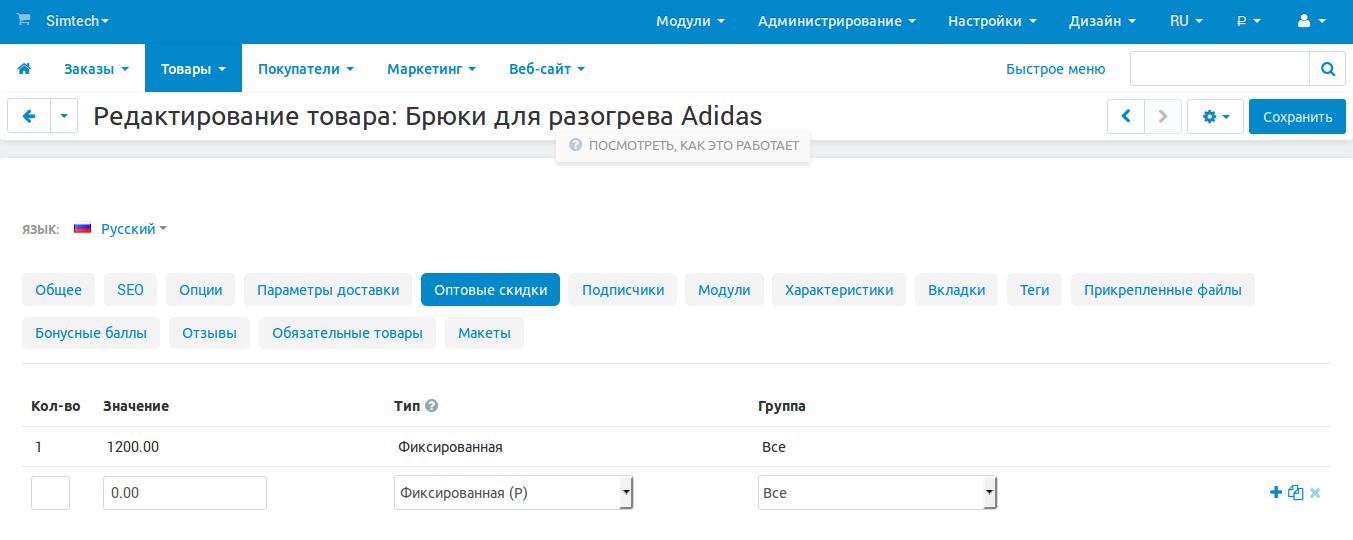 Simtech Модули Администрирование Настройки Дизайн RU ₽
Заказы Товары Покупатели Маркетинг Веб-сайт Быстрое меню
Редактирование товара: Брюки для разогрева Adidas Сохранить
ПОСМОТРЕТЬ, КАК ЭТО РАБОТАЕТ
ЯЗЫК: Русский
Общее SEO Опции Параметры доставки Оптовые скидки Подписчики Модули Характеристики Вкладки Теги Прикрепленные файлы
Бонусные баллы Отзывы Обязательные товары Макеты
Кол-во Значение Тип Группа
1 1200.00 Фиксированная Все
0.00 Фиксированная (Р) Все